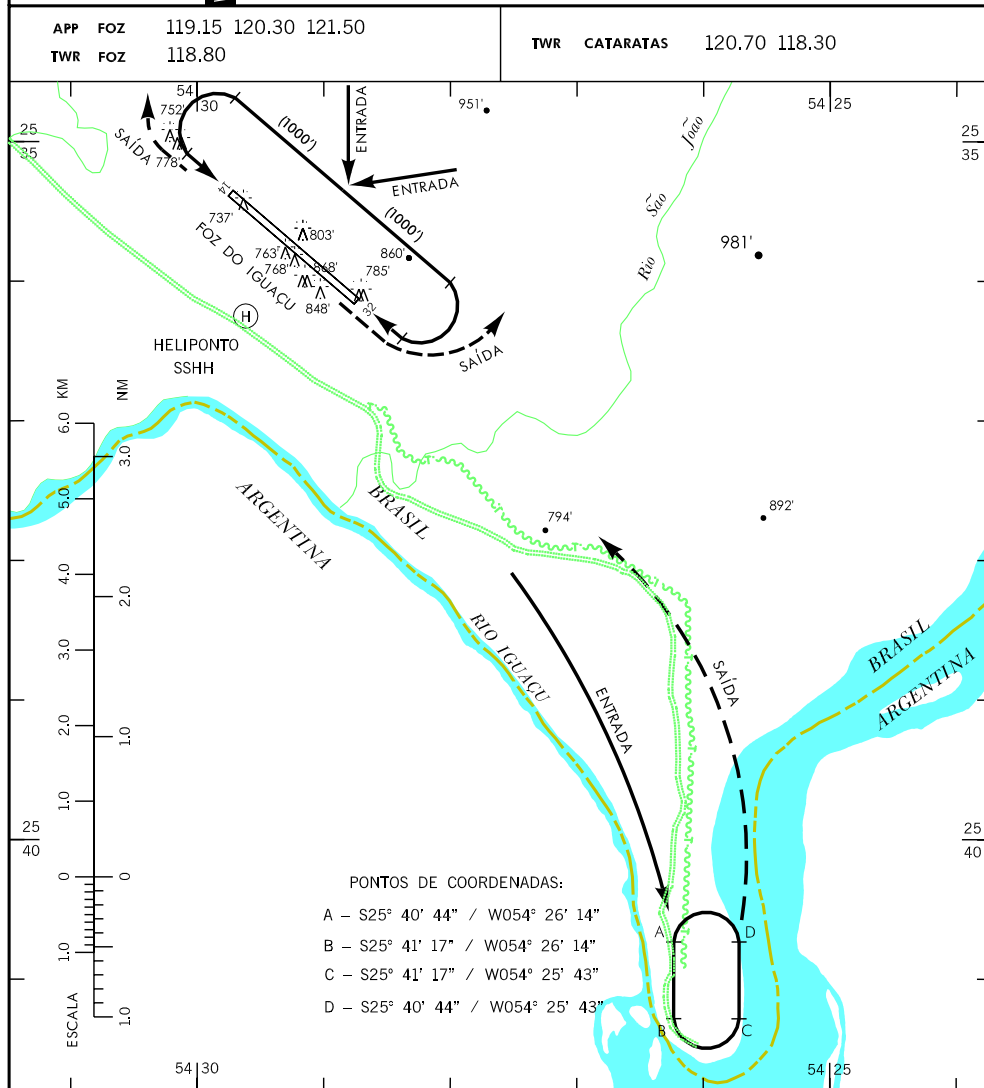 APP FOZ 119.15 120.30 121.50
TWR FOZ 118.80
TWR CATARATAS 120.70 118.30
54 30
54 25
25 35
25 35
752'
778'
SAÍDA
(1000')
ENTRADA
ENTRADA
(1000')
951'
João
São
Rio
981'
14
737'
803'
763'
768'
868'
848'
785'
860'
32
FOZ DO IGUAÇU
SAÍDA
H
HELIPONTO
SSHH
KM
NM
6.0
5.0
4.0
3.0
2.0
1.0
0
1.0
3.0
2.0
1.0
0
1.0
ESCALA
ARGENTINA
BRASIL
RIO IGUAÇU
794'
892'
ENTRADA
SAÍDA
BRASIL
ARGENTINA
25 40
25 40
PONTOS DE COORDENADAS:
A – S25° 40' 44" / W054° 26' 14"
B – S25° 41' 17" / W054° 26' 14"
C – S25° 41' 17" / W054° 25' 43"
D – S25° 40' 44" / W054° 25' 43"
A
D
B
C
54 30
54 25